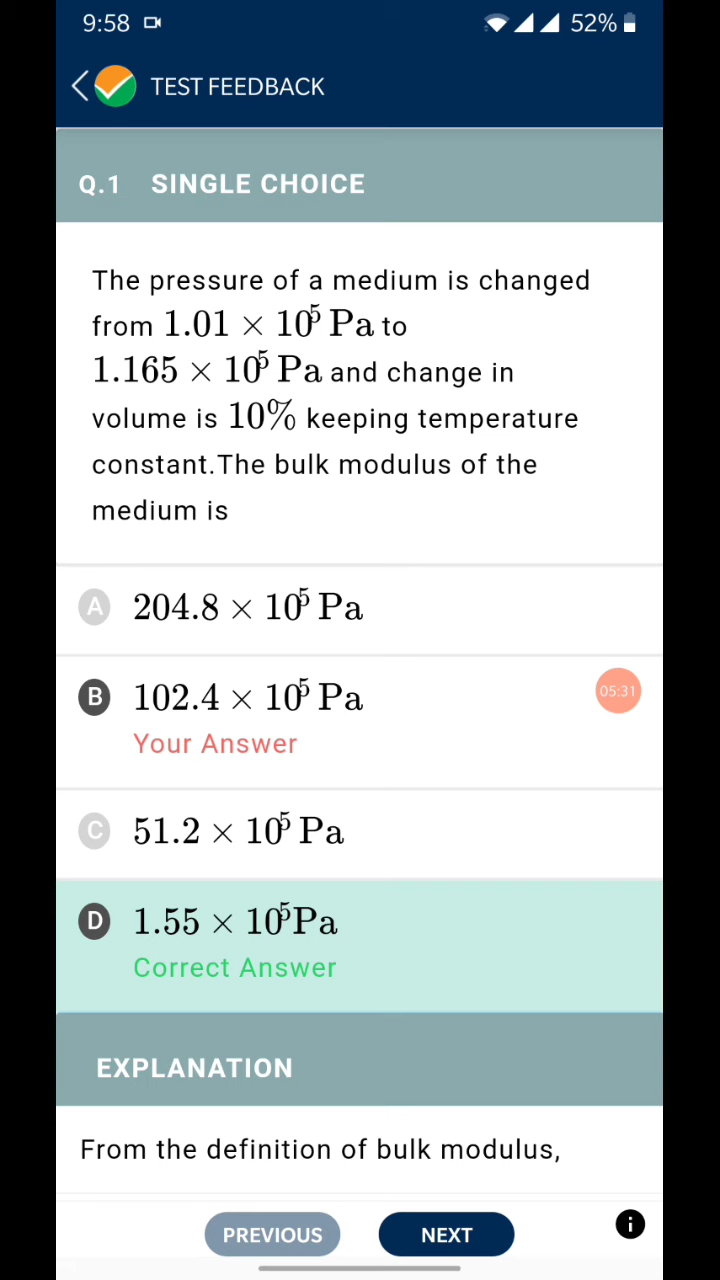 9:58 52%
TEST FEEDBACK
Q.1 SINGLE CHOICE
The pressure of a medium is changed
from 1.01 × 10⁵ Pa to
1.165 × 10⁵ Pa and change in
volume is 10% keeping temperature
constant.The bulk modulus of the
medium is
A 204.8 × 10⁵ Pa
B 102.4 × 10⁵ Pa
05:31
Your Answer
C 51.2 × 10⁵ Pa
D 1.55 × 10⁵Pa
Correct Answer
EXPLANATION
From the definition of bulk modulus,
PREVIOUS NEXT i